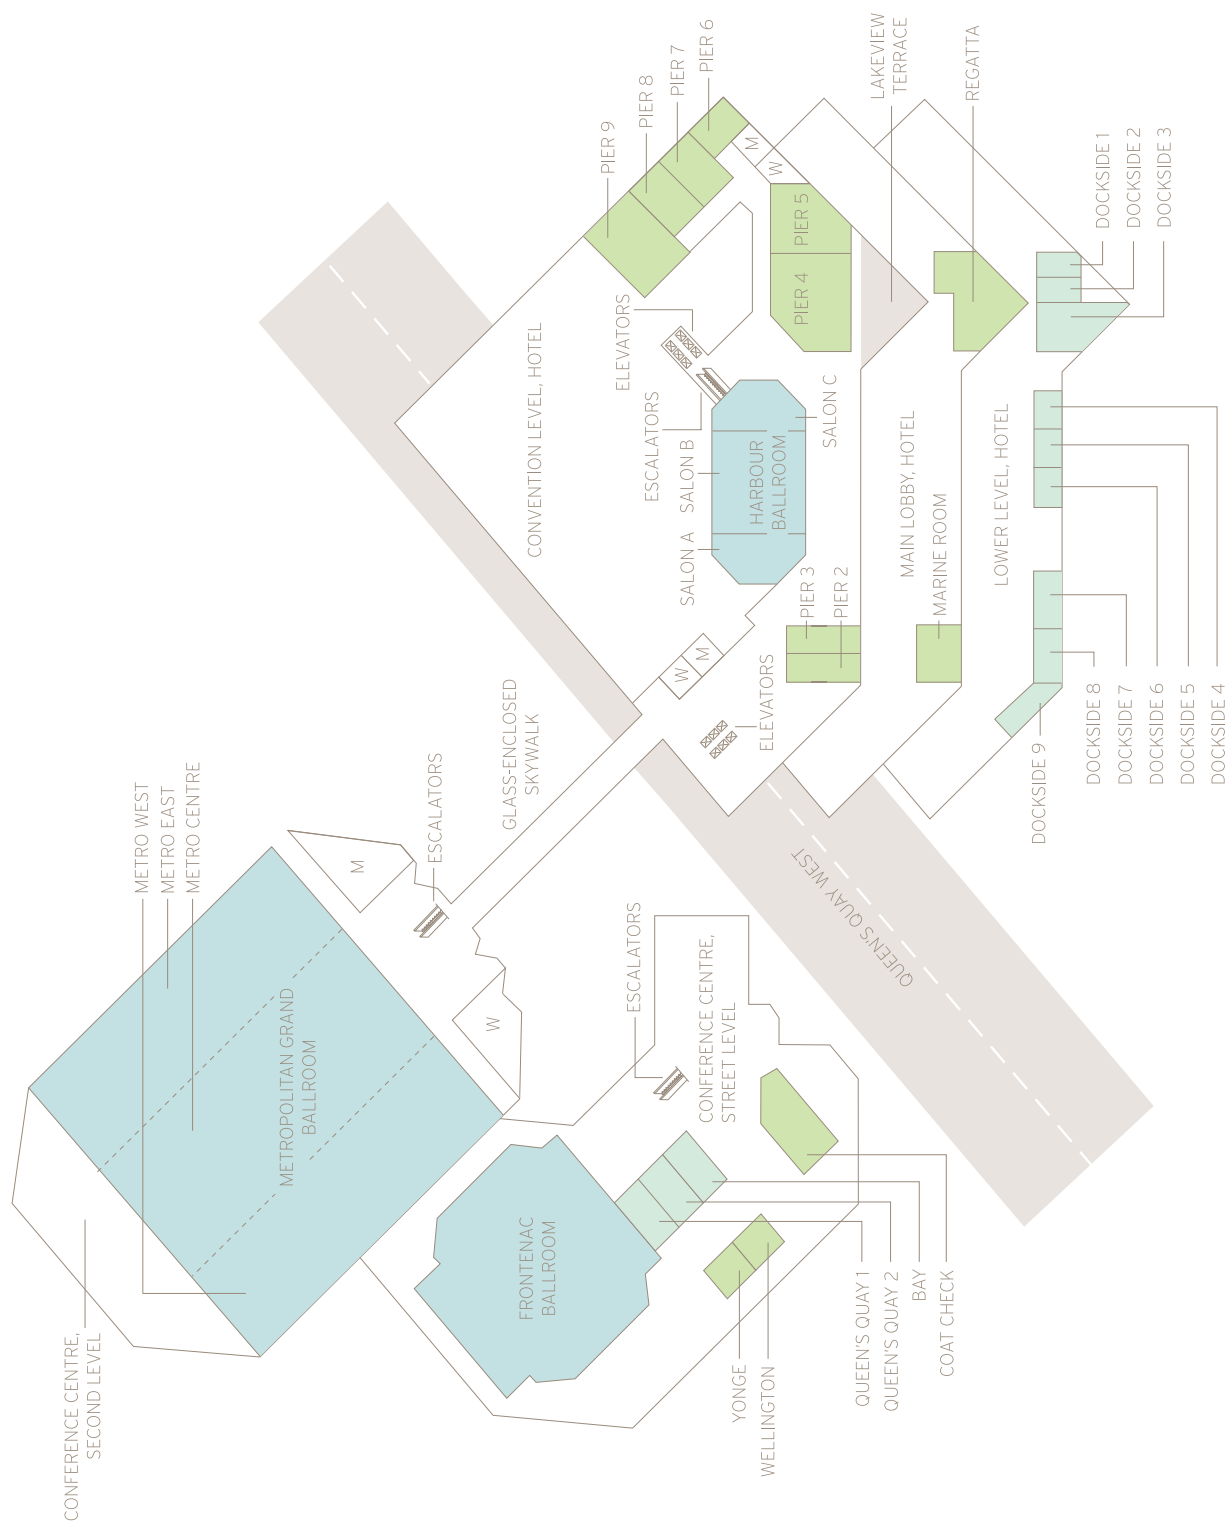 CONFERENCE CENTRE,
SECOND LEVEL
METRO WEST
METRO EAST
METRO CENTRE
METROPOLITAN GRAND
BALLROOM
M
W
ESCALATORS
GLASS-ENCLOSED
SKYWALK
FRONTENAC
BALLROOM
ESCALATORS
CONFERENCE CENTRE,
STREET LEVEL
YONGE
WELLINGTON
QUEEN'S QUAY 1
QUEEN'S QUAY 2
BAY
COAT CHECK
QUEEN'S QUAY WEST
CONVENTION LEVEL, HOTEL
PIER 9
PIER 8
PIER 7
PIER 6
M
W
PIER 5
PIER 4
ELEVATORS
ESCALATORS
SALON A
SALON B
SALON C
HARBOUR
BALLROOM
W
M
ELEVATORS
PIER 3
PIER 2
LAKEVIEW
TERRACE
REGATTA
MAIN LOBBY, HOTEL
MARINE ROOM
LOWER LEVEL, HOTEL
DOCKSIDE 1
DOCKSIDE 2
DOCKSIDE 3
DOCKSIDE 9
DOCKSIDE 8
DOCKSIDE 7
DOCKSIDE 6
DOCKSIDE 5
DOCKSIDE 4